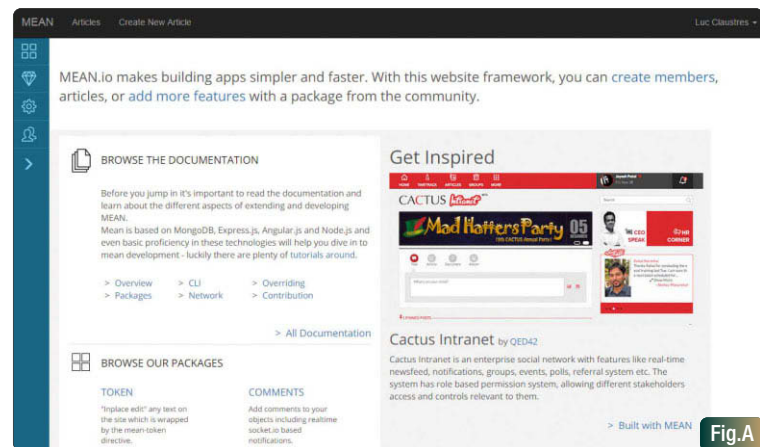 MEAN Articles Create New Article Luc Claustres
MEAN.io makes building apps simpler and faster. With this website framework, you can create members,
articles, or add more features with a package from the community.
BROWSE THE DOCUMENTATION
Before you jump in it's important to read the documentation and
learn about the different aspects of extending and developing
MEAN.
Mean is based on MongoDB, Express.js, Angular.js and Node.js and
even basic proficiency in these technologies will help you dive in to
mean development - luckily there are plenty of tutorials around.
> Overview > CLI > Overriding
> Packages > Network > Contribution
> All Documentation
BROWSE OUR PACKAGES
TOKEN
"Inplace edit" any text on
the site which is wrapped
by the mean-token
directive.
COMMENTS
Add comments to your
objects including realtime
socket.io based
notifications.
Get Inspired
HOME ARTICLES GROUPS MORE
CACTUS Intranet
Mad Hatters Party 05
CEO
SPEAK
HR
CORNER
Cactus Intranet by QED42
Cactus Intranet is an enterprise social network with features like real-time
newsfeed, notifications, groups, events, polls, referral system etc. The
system has role based permission system, allowing different stakeholders
access and controls relevant to them.
> Built with MEAN
Fig.A